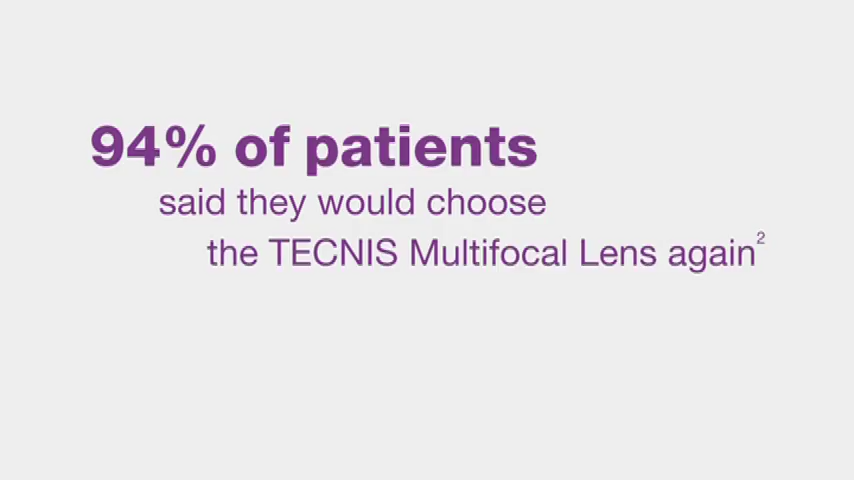 94% of patients
said they would choose
the TECNIS Multifocal Lens again²